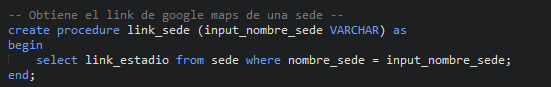 -- Obtiene el link de google maps de una sede --
create procedure link_sede (input_nombre_sede VARCHAR) as
begin
    select link_estadio from sede where nombre_sede = input_nombre_sede;
end;